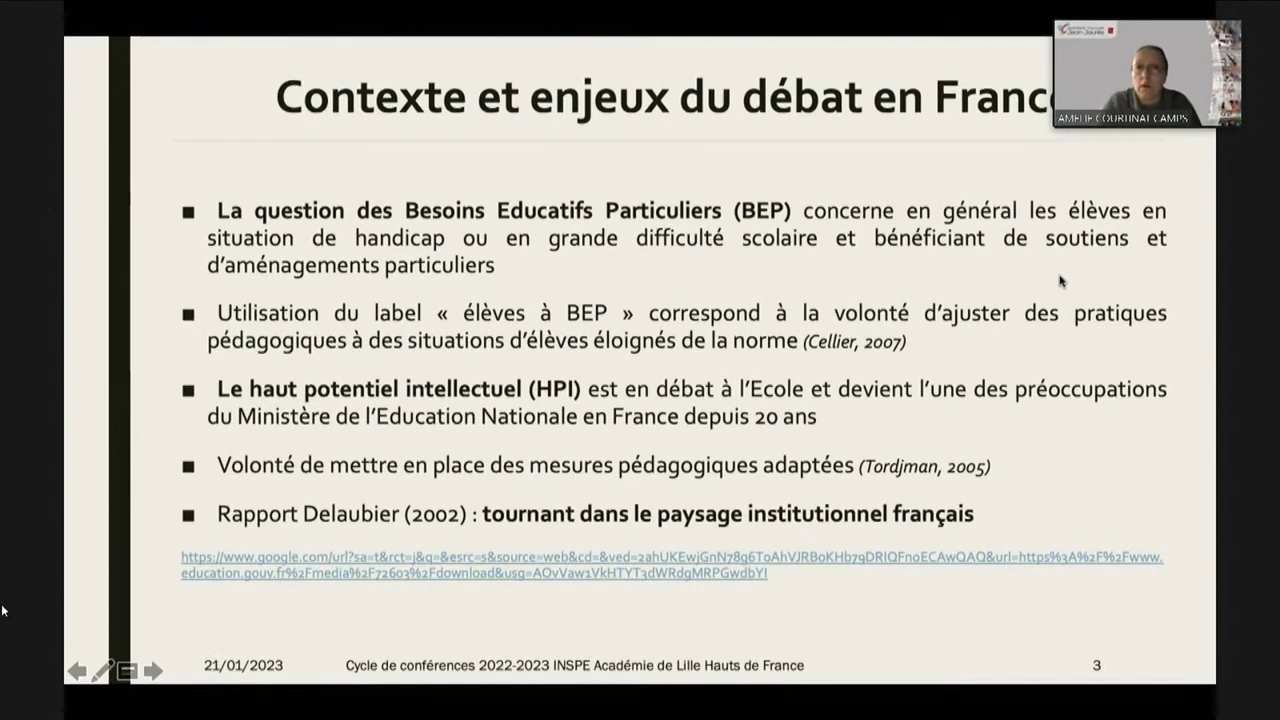 Contexte et enjeux du débat en Franc
Jean Jaurès
AMELIE COURTINAT CAMPS
■ La question des Besoins Educatifs Particuliers (BEP) concerne en général les élèves en
situation de handicap ou en grande difficulté scolaire et bénéficiant de soutiens et
d’aménagements particuliers
■ Utilisation du label « élèves à BEP » correspond à la volonté d’ajuster des pratiques
pédagogiques à des situations d’élèves éloignés de la norme (Cellier, 2007)
■ Le haut potentiel intellectuel (HPI) est en débat à l’Ecole et devient l’une des préoccupations
du Ministère de l’Education Nationale en France depuis 20 ans
■ Volonté de mettre en place des mesures pédagogiques adaptées (Tordjman, 2005)
■ Rapport Delaubier (2002) : tournant dans le paysage institutionnel français
https://www.google.com/url?sa=t&rct=j&q=&esrc=s&source=web&cd=&ved=2ahUKEwjGnN78g6ToAhVJRBoKHb79DRIQFnoECAwQAQ&url=https%3A%2F%2Fwww.
education.gouv.fr%2Fmedia%2F72603%2Fdownload&usg=AOvVaw1VkHTYT3dWRdgMRPGwdbYI
21/01/2023 Cycle de conférences 2022-2023 INSPE Académie de Lille Hauts de France 3